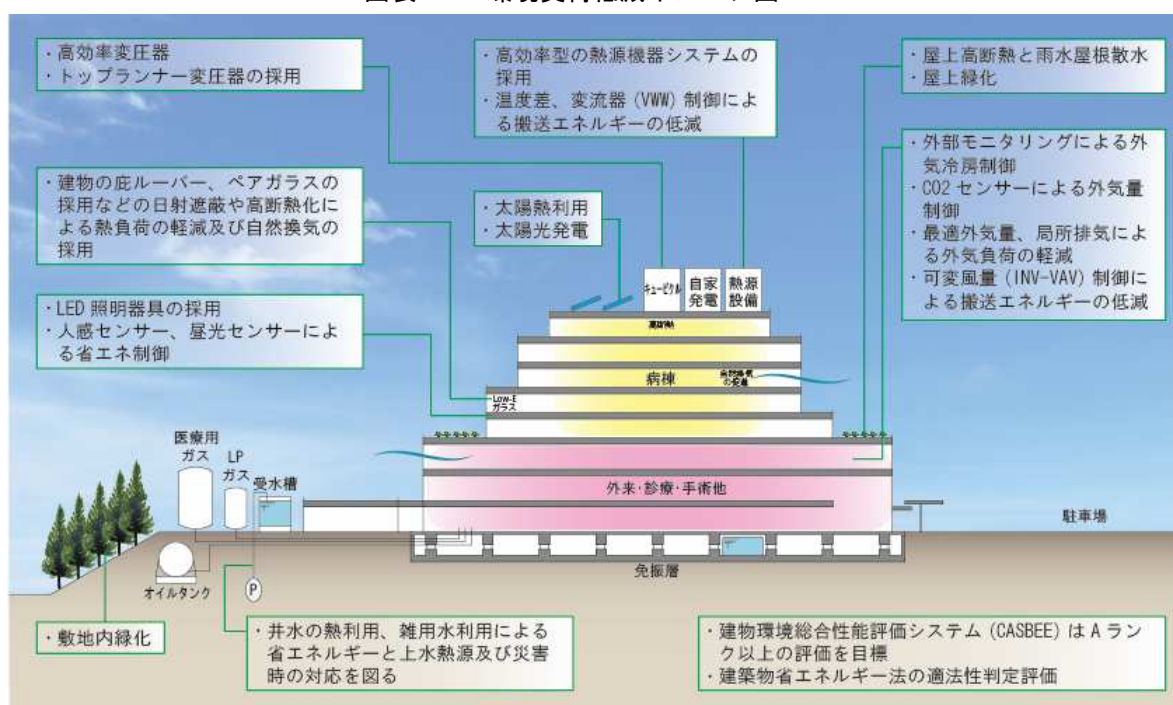 ・高効率変圧器
・トップランナー変圧器の採用
・高効率型の熱源機器システムの
採用
・温度差、変流器 (VWW) 制御によ
る搬送エネルギーの低減
・屋上高断熱と雨水屋根散水
・屋上緑化
・建物の庇ルーバー、ペアガラスの
採用などの日射遮蔽や高断熱化に
よる熱負荷の軽減及び自然換気の
採用
・太陽熱利用
・太陽光発電
・外部モニタリングによる外
気冷房制御
・CO2 センサーによる外気量
制御
・最適外気量、局所排気によ
る外気負荷の軽減
・可変風量 (INV-VAV) 制御に
よる搬送エネルギーの低減
・LED 照明器具の採用
・人感センサー、昼光センサーによ
る省エネ制御
キュービクル
自家
発電
熱源
設備
高断熱
病棟
自然換気
Low-E
ガラス
医療用
ガス
LP
ガス
受水槽
外来・診療・手術他
駐車場
免振層
オイルタンク
P
・敷地内緑化
・井水の熱利用、雑用水利用による
省エネルギーと上水熱源及び災害
時の対応を図る
・建物環境総合性能評価システム (CASBEE) は A ラン
ク以上の評価を目標
・建築物省エネルギー法の適法性判定評価